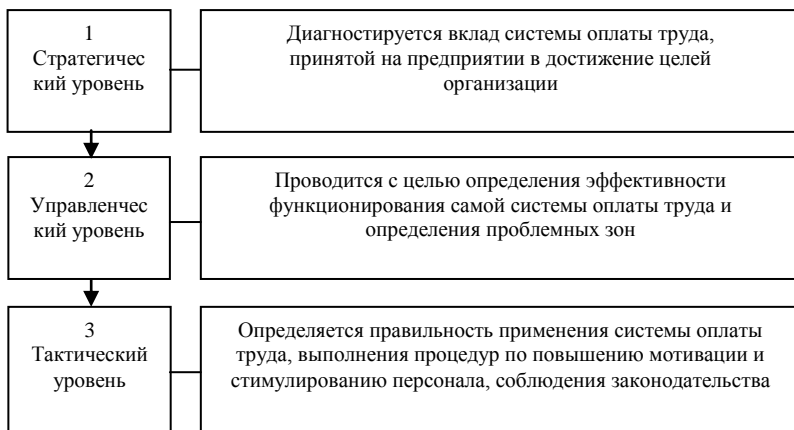 1
Стратегичес
кий уровень
Диагностируется вклад системы оплаты труда,
принятой на предприятии в достижение целей
организации
2
Управленчес
кий уровень
Проводится с целью определения эффективности
функционирования самой системы оплаты труда и
определения проблемных зон
3
Тактический
уровень
Определяется правильность применения системы оплаты
труда, выполнения процедур по повышению мотивации и
стимулированию персонала, соблюдения законодательства